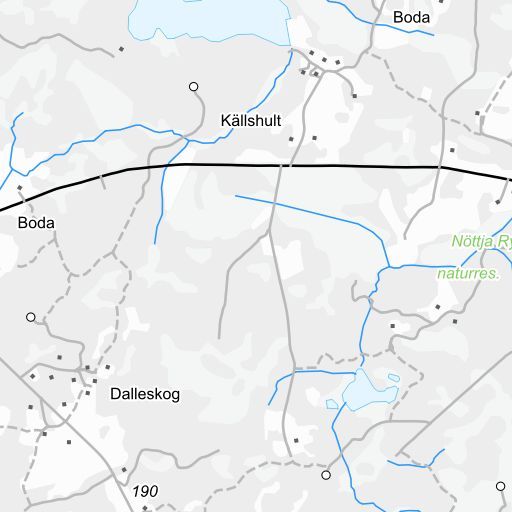 Boda
Källshult
Boda
Nöttja Ry
naturres.
Dalleskog
190